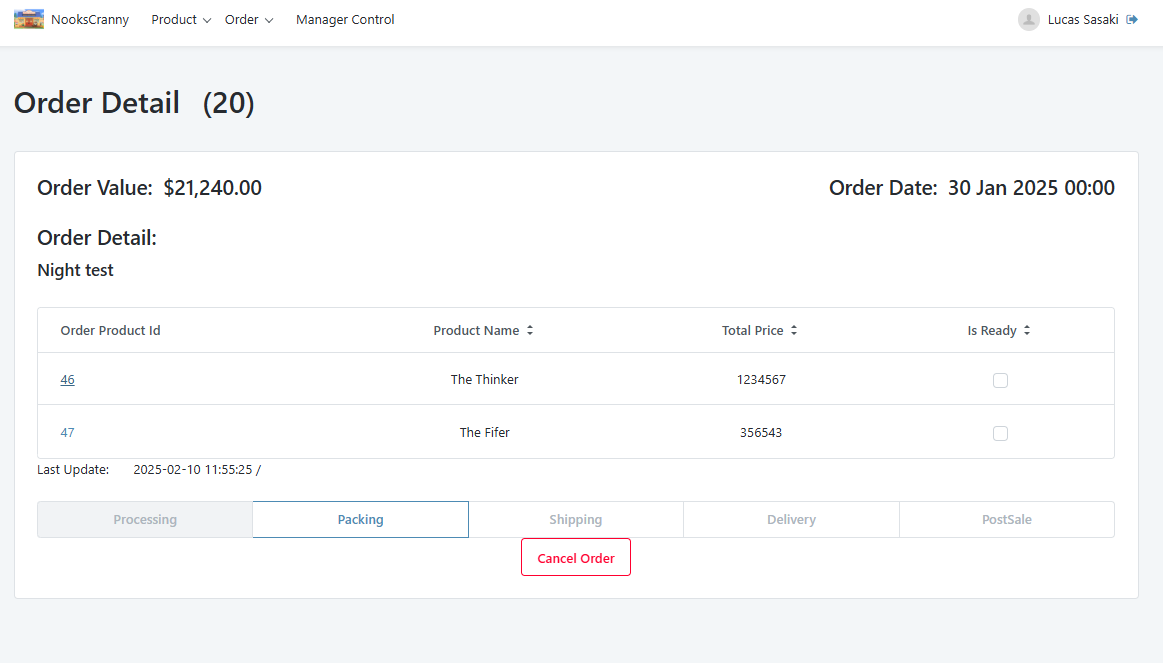 NooksCranny Product Order Manager Control Lucas Sasaki
Order Detail (20)
Order Value: $21,240.00 Order Date: 30 Jan 2025 00:00
Order Detail:
Night test
Order Product Id Product Name Total Price Is Ready
46 The Thinker 1234567
47 The Fifer 356543
Last Update: 2025-02-10 11:55:25 /
Processing Packing Shipping Delivery PostSale
Cancel Order